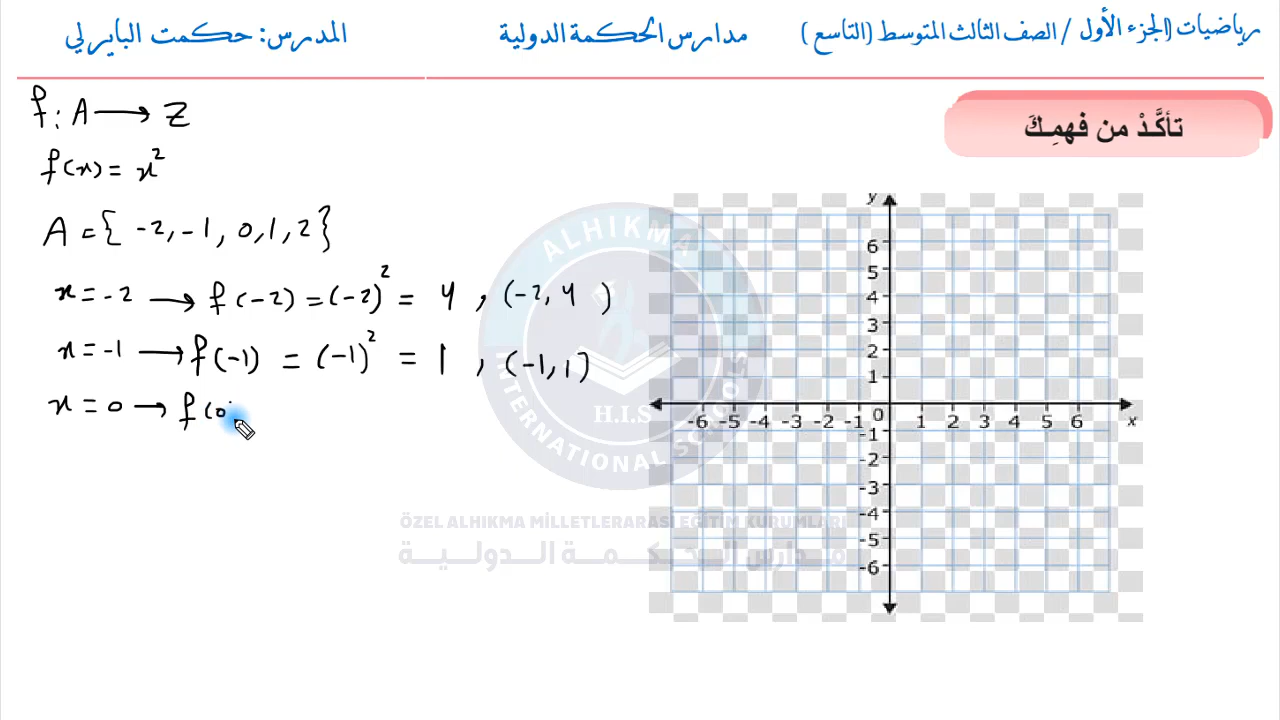 رياضيات (الجزء الأول / الصف الثالث المتوسط (التاسع)
مدارس الحكمة الدولية
المدرس: حكمت البايرلي
تأكَّدْ من فهمِكَ
f: A ⟶ Z
f(x) = x²
A = { -2, -1, 0, 1, 2 }
x = -2 ⟶ f(-2) = (-2)² = 4 , (-2, 4 )
x = -1 ⟶ f(-1) = (-1)² = 1 , (-1, 1)
x = 0 ⟶ f(0
y
6
5
4
3
2
1
-6 -5 -4 -3 -2 -1 0 1 2 3 4 5 6 x
-1
-2
-3
-4
-5
-6
ALHIKMA
H.I.S
INTERNATIONAL SCHOOLS
ÖZEL ALHIKMA MİLLETLERARASI EĞİTİM KURUMLARI
مدارس الحكمة الدولية